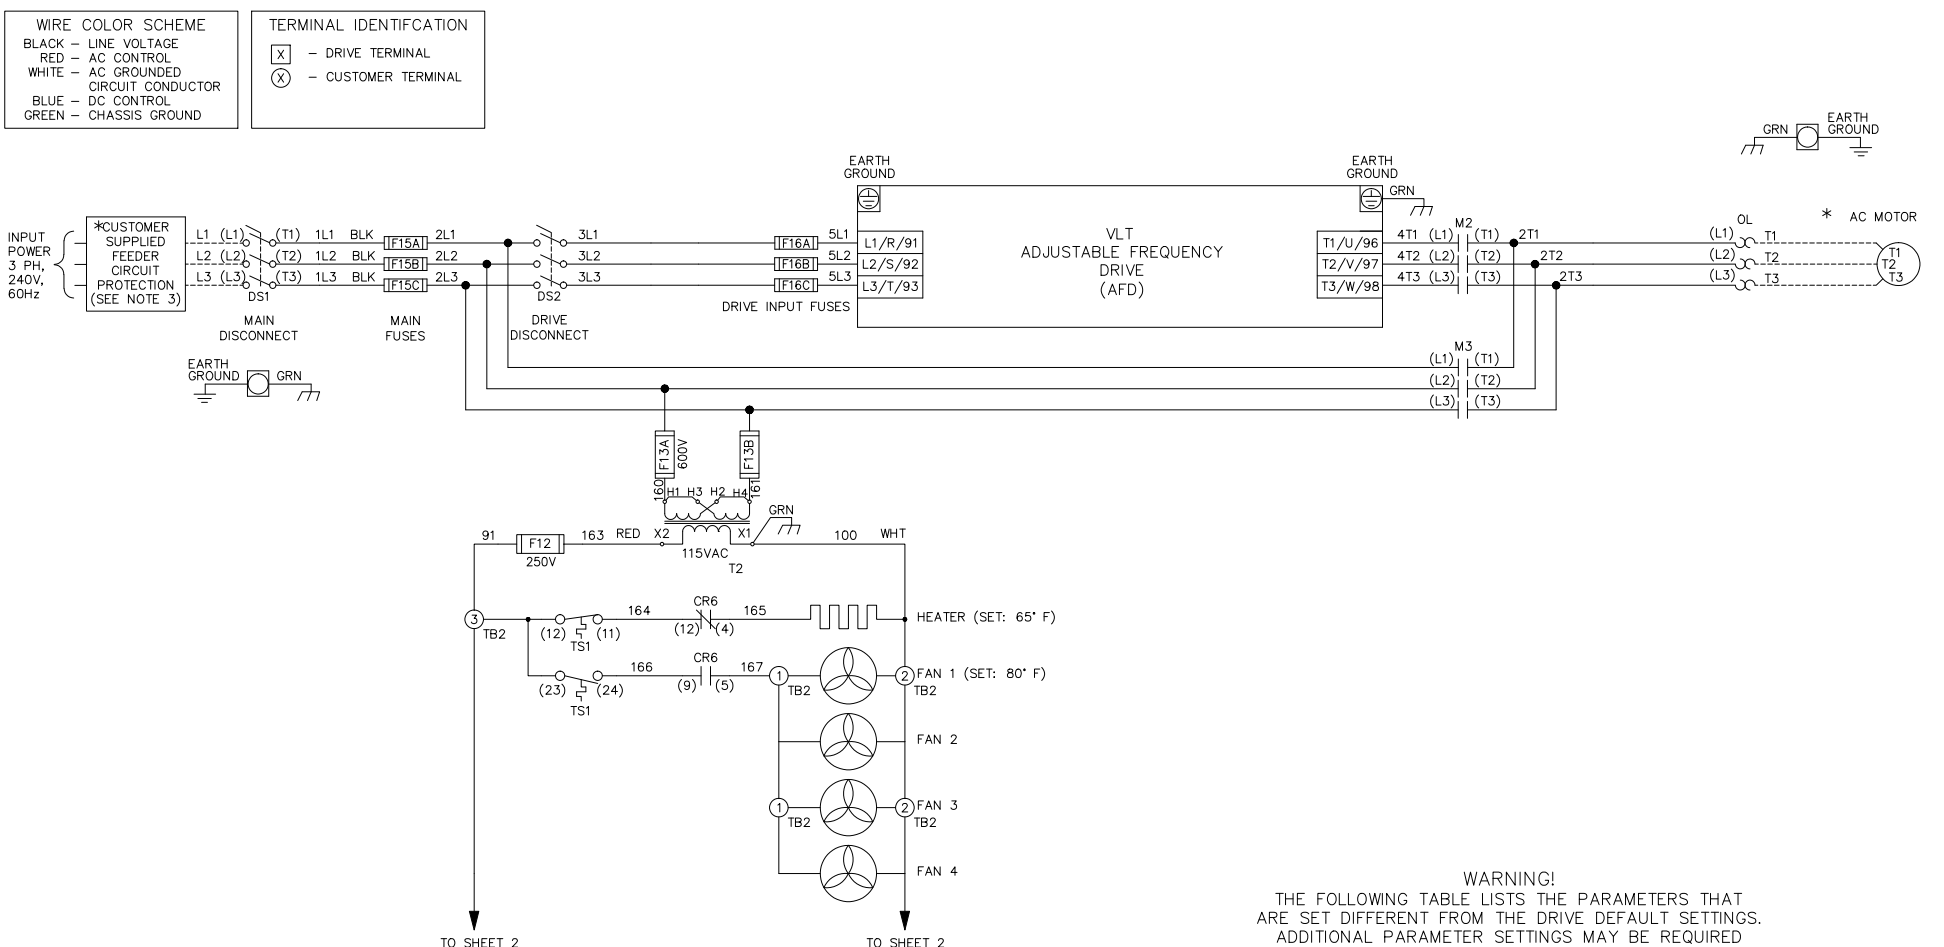 WIRE COLOR SCHEME
BLACK – LINE VOLTAGE
RED – AC CONTROL
WHITE – AC GROUNDED
CIRCUIT CONDUCTOR
BLUE – DC CONTROL
GREEN – CHASSIS GROUND
TERMINAL IDENTIFCATION
X – DRIVE TERMINAL
X – CUSTOMER TERMINAL
INPUT
POWER
3 PH,
240V,
60Hz
*CUSTOMER
SUPPLIED
FEEDER
CIRCUIT
PROTECTION
(SEE NOTE 3)
L1 (L1) (T1) 1L1 BLK F15A 2L1 3L1 F16A 5L1 L1/R/91
L2 (L2) (T2) 1L2 BLK F15B 2L2 3L2 F16B 5L2 L2/S/92
L3 (L3) (T3) 1L3 BLK F15C 2L3 3L3 F16C 5L3 L3/T/93
DS1
DS2
MAIN
DISCONNECT
MAIN
FUSES
DRIVE
DISCONNECT
DRIVE INPUT FUSES
EARTH
GROUND
GRN
EARTH
GROUND
VLT
ADJUSTABLE FREQUENCY
DRIVE
(AFD)
EARTH
GROUND
GRN
M2
T1/U/96 4T1 (L1) (T1) 2T1
T2/V/97 4T2 (L2) (T2) 2T2
T3/W/98 4T3 (L3) (T3) 2T3
GRN
EARTH
GROUND
OL
* AC MOTOR
(L1) T1
(L2) T2
(L3) T3
T1
T2
T3
M3
(L1) (T1)
(L2) (T2)
(L3) (T3)
F13A
600V
F13B
160
161
H1 H3 H2 H4
GRN
91 F12 163 RED X2 X1 100 WHT
250V
115VAC
T2
3
TB2
164 CR6 165
(12) (11) (12) (4)
TS1
HEATER (SET: 65° F)
166 CR6 167
(23) (24) (9) (5)
TS1
1
TB2
2
TB2
FAN 1 (SET: 80° F)
FAN 2
1
TB2
2
TB2
FAN 3
FAN 4
TO SHEET 2
TO SHEET 2
WARNING!
THE FOLLOWING TABLE LISTS THE PARAMETERS THAT
ARE SET DIFFERENT FROM THE DRIVE DEFAULT SETTINGS.
ADDITIONAL PARAMETER SETTINGS MAY BE REQUIRED